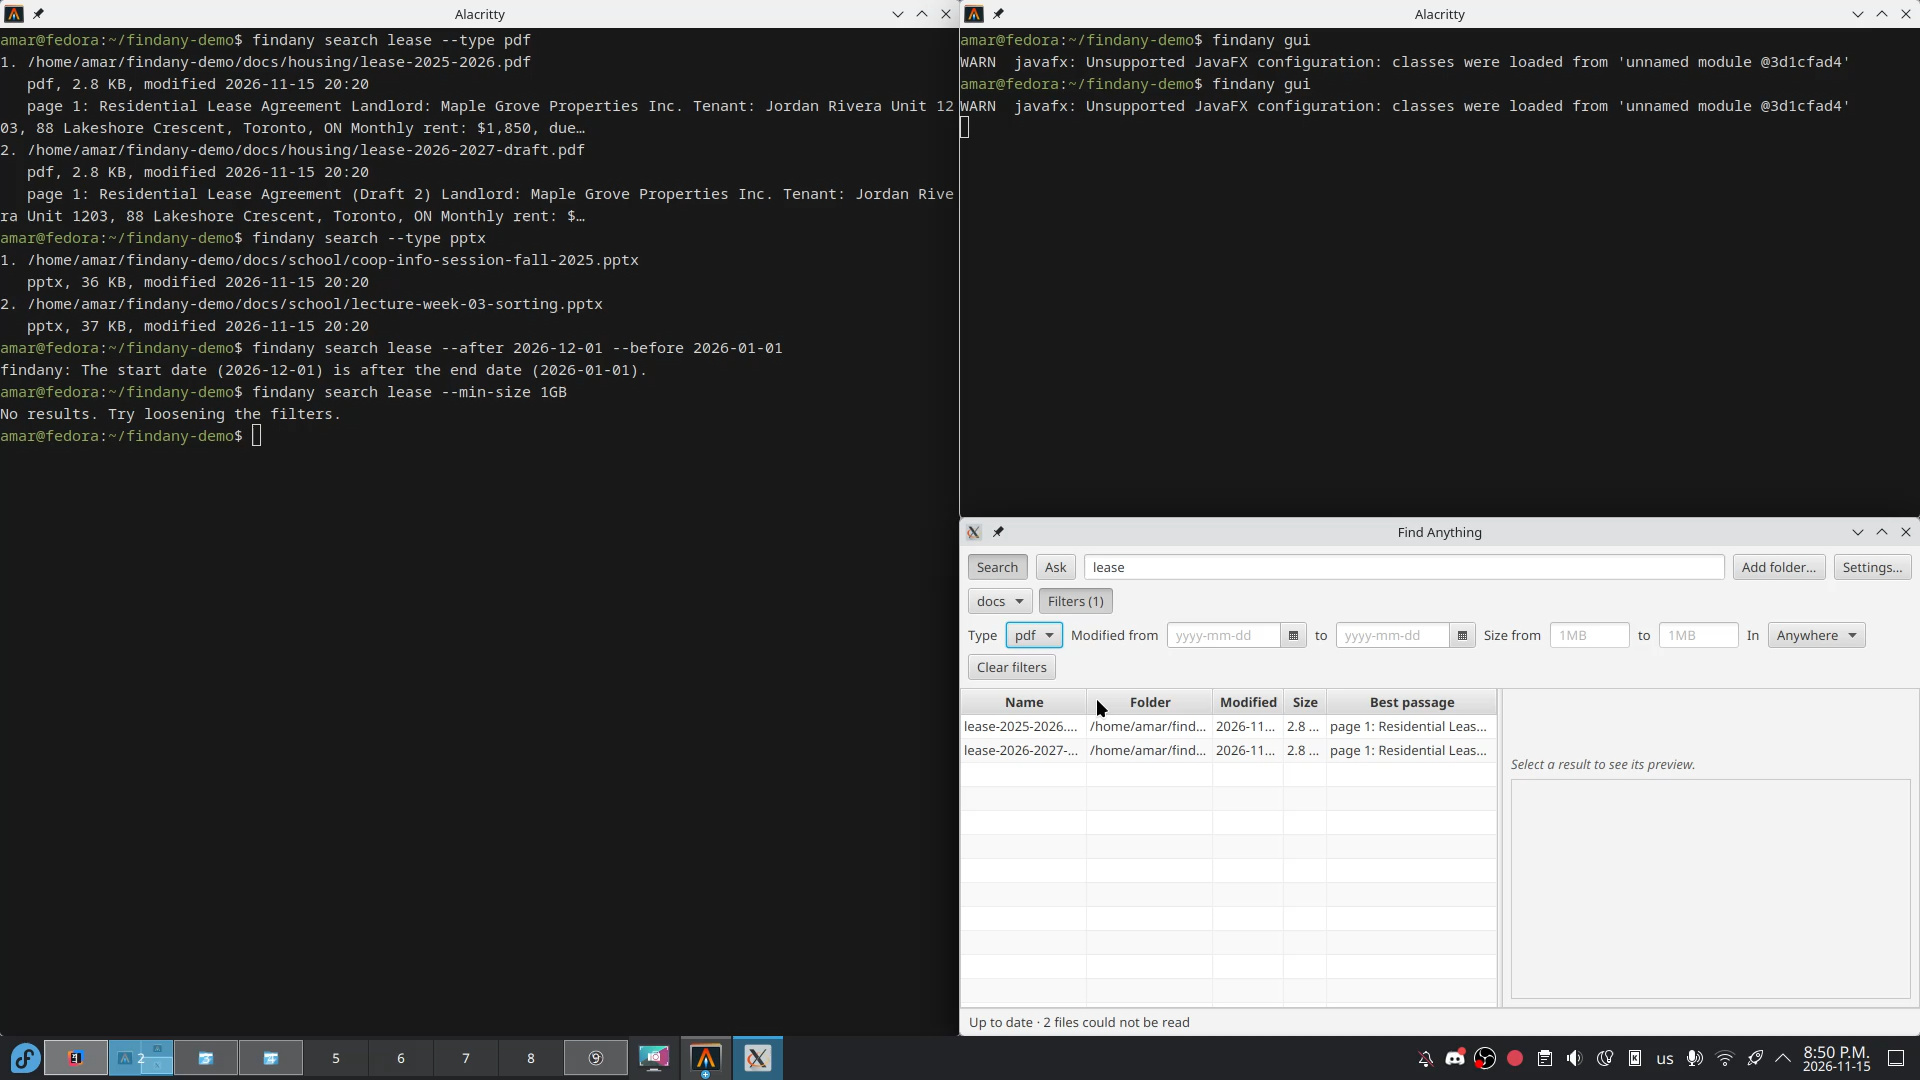 Alacritty
amar@fedora:~/findany-demo$ findany search lease --type pdf
1. /home/amar/findany-demo/docs/housing/lease-2025-2026.pdf
pdf, 2.8 KB, modified 2026-11-15 20:20
page 1: Residential Lease Agreement Landlord: Maple Grove Properties Inc. Tenant: Jordan Rivera Unit 12
03, 88 Lakeshore Crescent, Toronto, ON Monthly rent: $1,850, due…
2. /home/amar/findany-demo/docs/housing/lease-2026-2027-draft.pdf
pdf, 2.8 KB, modified 2026-11-15 20:20
page 1: Residential Lease Agreement (Draft 2) Landlord: Maple Grove Properties Inc. Tenant: Jordan Rive
ra Unit 1203, 88 Lakeshore Crescent, Toronto, ON Monthly rent: $…
amar@fedora:~/findany-demo$ findany search --type pptx
1. /home/amar/findany-demo/docs/school/coop-info-session-fall-2025.pptx
pptx, 36 KB, modified 2026-11-15 20:20
2. /home/amar/findany-demo/docs/school/lecture-week-03-sorting.pptx
pptx, 37 KB, modified 2026-11-15 20:20
amar@fedora:~/findany-demo$ findany search lease --after 2026-12-01 --before 2026-01-01
findany: The start date (2026-12-01) is after the end date (2026-01-01).
amar@fedora:~/findany-demo$ findany search lease --min-size 1GB
No results. Try loosening the filters.
amar@fedora:~/findany-demo$
Alacritty
amar@fedora:~/findany-demo$ findany gui
WARN  javafx: Unsupported JavaFX configuration: classes were loaded from 'unnamed module @3d1cfad4'
amar@fedora:~/findany-demo$ findany gui
WARN  javafx: Unsupported JavaFX configuration: classes were loaded from 'unnamed module @3d1cfad4'
Find Anything
Search Ask lease Add folder... Settings...
docs Filters (1)
Type pdf Modified from yyyy-mm-dd to yyyy-mm-dd Size from 1MB to 1MB In Anywhere
Clear filters
Name Folder Modified Size Best passage
lease-2025-2026.... /home/amar/find... 2026-11... 2.8 ... page 1: Residential Leas...
lease-2026-2027-... /home/amar/find... 2026-11... 2.8 ... page 1: Residential Leas...
Select a result to see its preview.
Up to date · 2 files could not be read
2 5 6 7 8 9 us 8:50 P.M.
2026-11-15